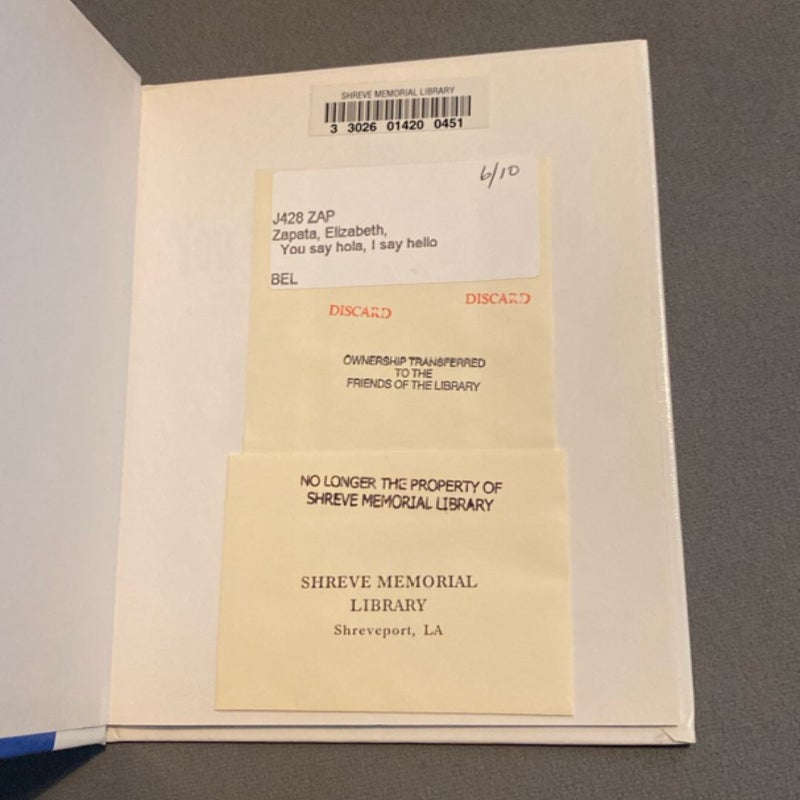 SHREVE MEMORIAL LIBRARY
3 3026 01420 0451
6/10
J428 ZAP
Zapata, Elizabeth,
You say hola, I say hello
BEL
DISCARD DISCARD
OWNERSHIP TRANSFERRED
TO THE
FRIENDS OF THE LIBRARY
NO LONGER THE PROPERTY OF
SHREVE MEMORIAL LIBRARY
SHREVE MEMORIAL
LIBRARY
Shreveport, LA